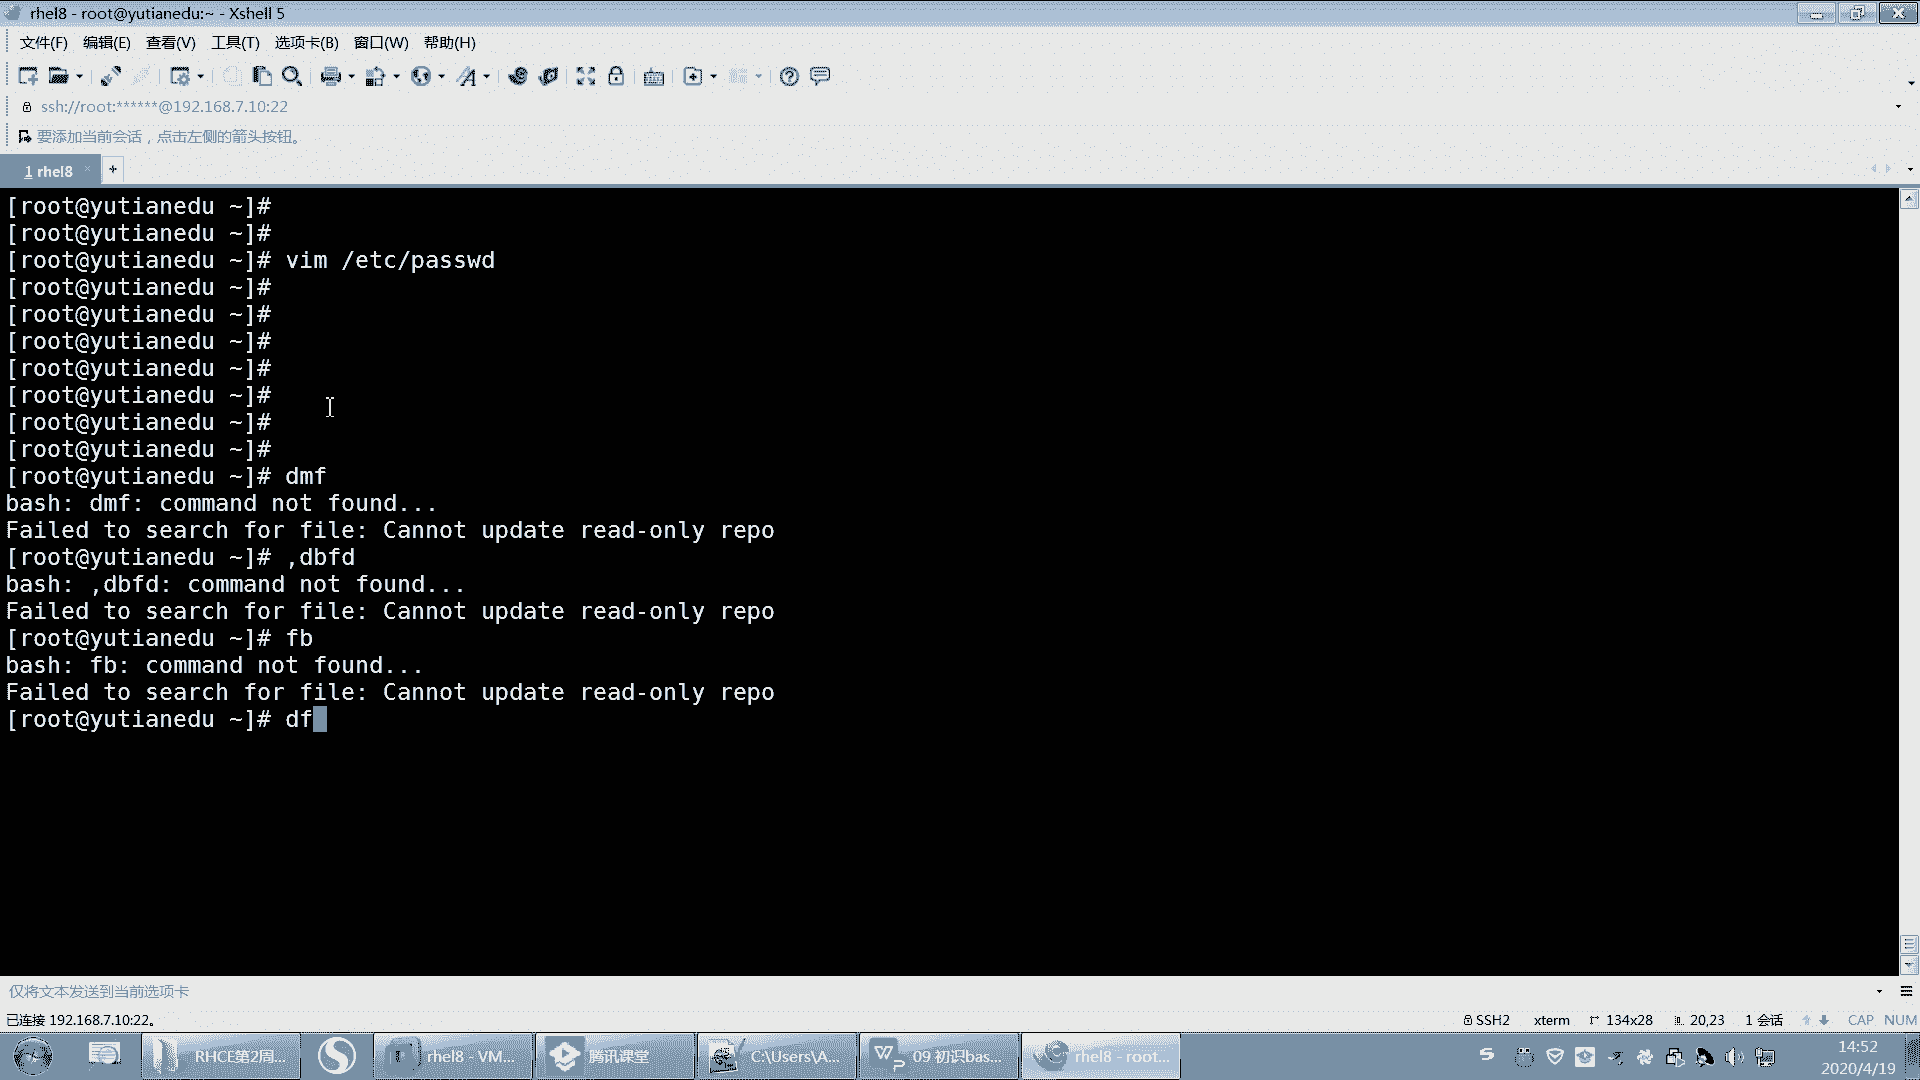 rhel8 - root@yutianedu:~ - Xshell 5
文件(F) 编辑(E) 查看(V) 工具(T) 选项卡(B) 窗口(W) 帮助(H)
ssh://root:******@192.168.7.10:22
要添加当前会话，点击左侧的箭头按钮。
1 rhel8
[root@yutianedu ~]#
[root@yutianedu ~]#
[root@yutianedu ~]# vim /etc/passwd
[root@yutianedu ~]#
[root@yutianedu ~]#
[root@yutianedu ~]#
[root@yutianedu ~]#
[root@yutianedu ~]#
[root@yutianedu ~]#
[root@yutianedu ~]#
[root@yutianedu ~]# dmf
bash: dmf: command not found...
Failed to search for file: Cannot update read-only repo
[root@yutianedu ~]# ,dbfd
bash: ,dbfd: command not found...
Failed to search for file: Cannot update read-only repo
[root@yutianedu ~]# fb
bash: fb: command not found...
Failed to search for file: Cannot update read-only repo
[root@yutianedu ~]# df
仅将文本发送到当前选项卡
已连接 192.168.7.10:22。 SSH2 xterm 134x28 20,23 1 会话 CAP NUM
RHCE第2周... rhel8 - VM... 腾讯课堂 C:\Users\A... 09 初识bas... rhel8 - root... 14:52
2020/4/19